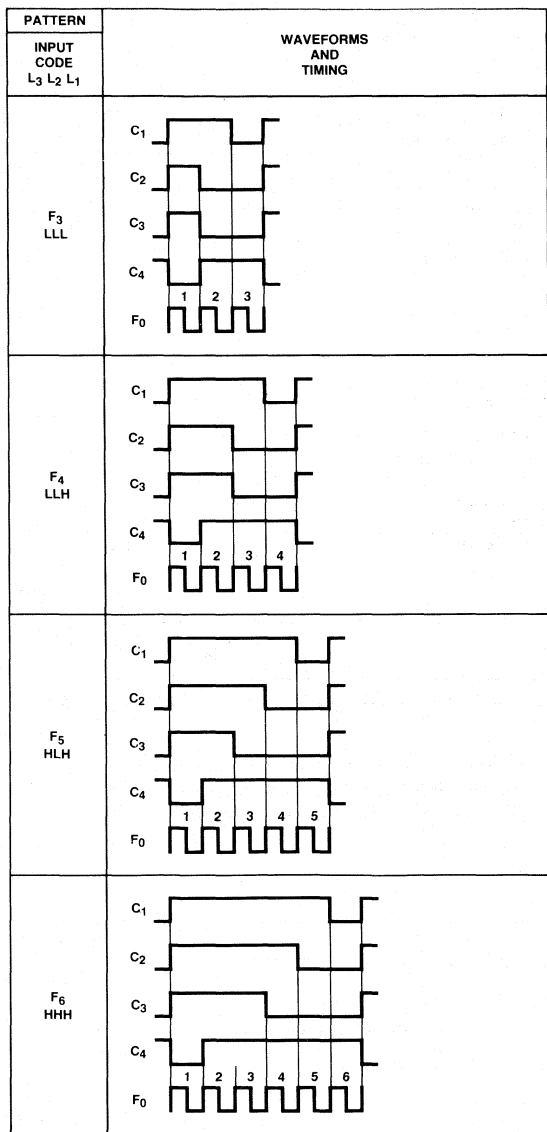 PATTERN
INPUT
CODE
L3 L2 L1
WAVEFORMS
AND
TIMING
F3
LLL
C1
C2
C3
C4
1 2 3
F0
F4
LLH
C1
C2
C3
C4
1 2 3 4
F0
F5
HLH
C1
C2
C3
C4
1 2 3 4 5
F0
F6
HHH
C1
C2
C3
C4
1 2 3 4 5 6
F0